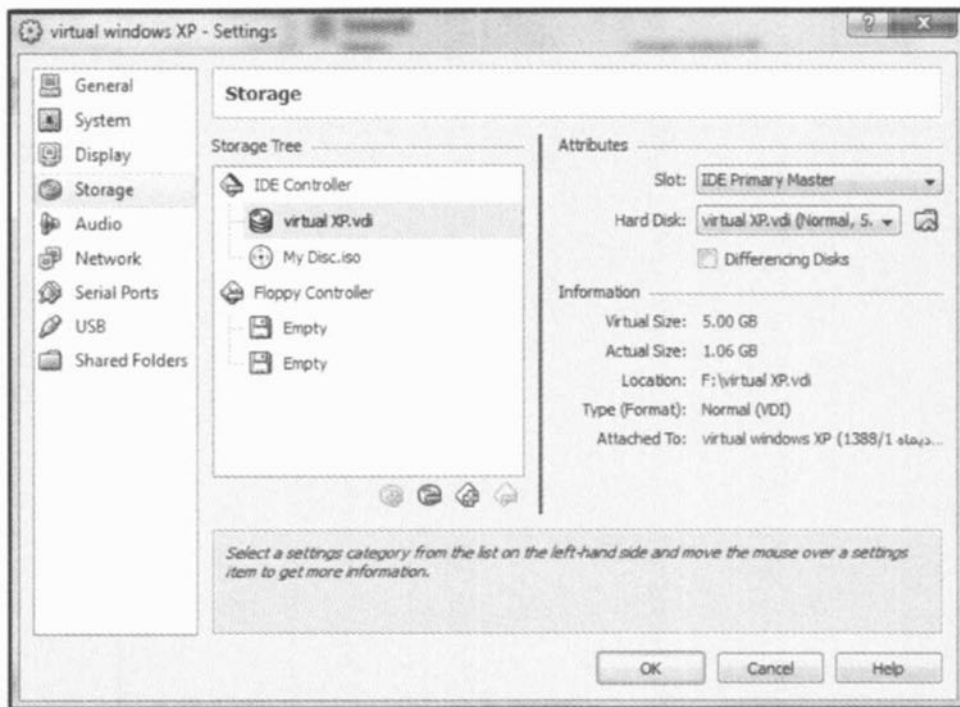 virtual windows XP - Settings
General
System
Display
Storage
Audio
Network
Serial Ports
USB
Shared Folders
Storage
Storage Tree
IDE Controller
virtual XP.vdi
My Disc.iso
Floppy Controller
Empty
Empty
Attributes
Slot: IDE Primary Master
Hard Disk: virtual XP.vdi (Normal, 5.
Differencing Disks
Information
Virtual Size: 5.00 GB
Actual Size: 1.06 GB
Location: F:\virtual XP.vdi
Type (Format): Normal (VDI)
Attached To: virtual windows XP (1388/1 دیماه...
Select a settings category from the list on the left-hand side and move the mouse over a settings
item to get more information.
OK
Cancel
Help